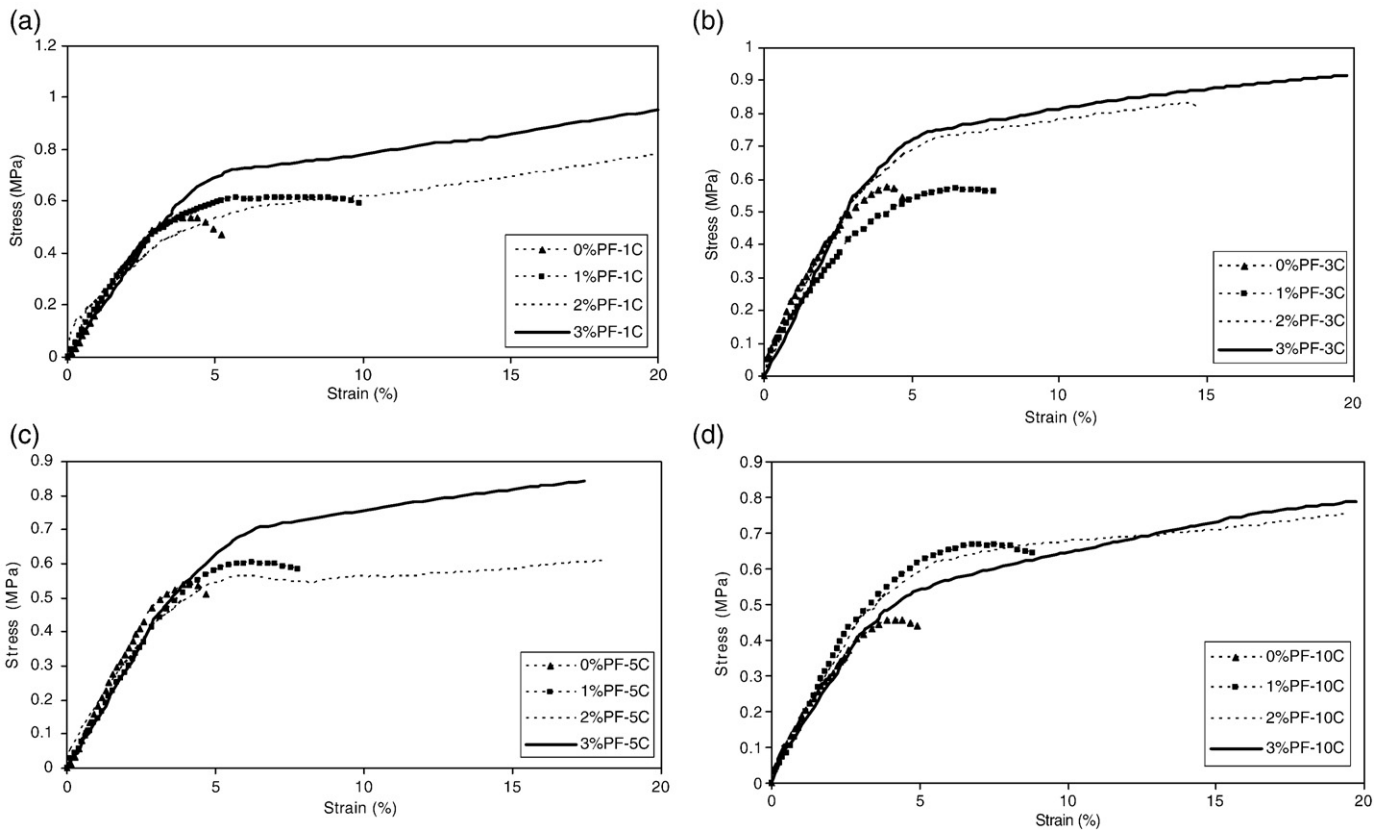 (a)
1.2
1
0.8
0.6
0.4
0.2
0
Stress (MPa)
0 5 10 15 20
Strain (%)
0%PF-1C
1%PF-1C
2%PF-1C
3%PF-1C
(b)
1
0.9
0.8
0.7
0.6
0.5
0.4
0.3
0.2
0.1
0
Stress (MPa)
0 5 10 15 20
Strain (%)
0%PF-3C
1%PF-3C
2%PF-3C
3%PF-3C
(c)
0.9
0.8
0.7
0.6
0.5
0.4
0.3
0.2
0.1
0
Stress (MPa)
0 5 10 15 20
Strain (%)
0%PF-5C
1%PF-5C
2%PF-5C
3%PF-5C
(d)
0.9
0.8
0.7
0.6
0.5
0.4
0.3
0.2
0.1
0
Stress (MPa)
0 5 10 15 20
Strain (%)
0%PF-10C
1%PF-10C
2%PF-10C
3%PF-10C